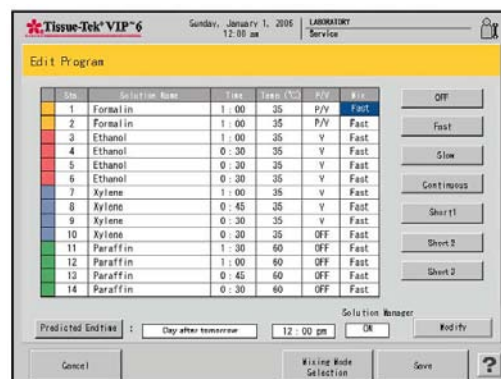 Tissue-Tek® VIP™ 6
Sunday, January 1, 2006
12:00 am
LABORATORY
Service
Edit Program
Stn. Solution Name Time Temp (℃) P/V Mix
1 Formalin 1 : 00 35 P/V Fast
2 Formalin 1 : 00 35 P/V Fast
3 Ethanol 1 : 00 35 V Fast
4 Ethanol 0 : 30 35 V Fast
5 Ethanol 0 : 30 35 V Fast
6 Ethanol 0 : 30 35 V Fast
7 Xylene 1 : 00 35 V Fast
8 Xylene 0 : 45 35 V Fast
9 Xylene 0 : 30 35 V Fast
10 Xylene 0 : 30 35 OFF Fast
11 Paraffin 1 : 30 60 OFF Fast
12 Paraffin 1 : 00 60 OFF Fast
13 Paraffin 0 : 45 60 OFF Fast
14 Paraffin 0 : 30 60 OFF Fast
OFF
Fast
Slow
Continuous
Short1
Short2
Short3
Solution Manager
Predicted Endtime : Day after tomorrow 12 : 00 pm ON Modify
Cancel
Mixing Mode
Selection
Save
?